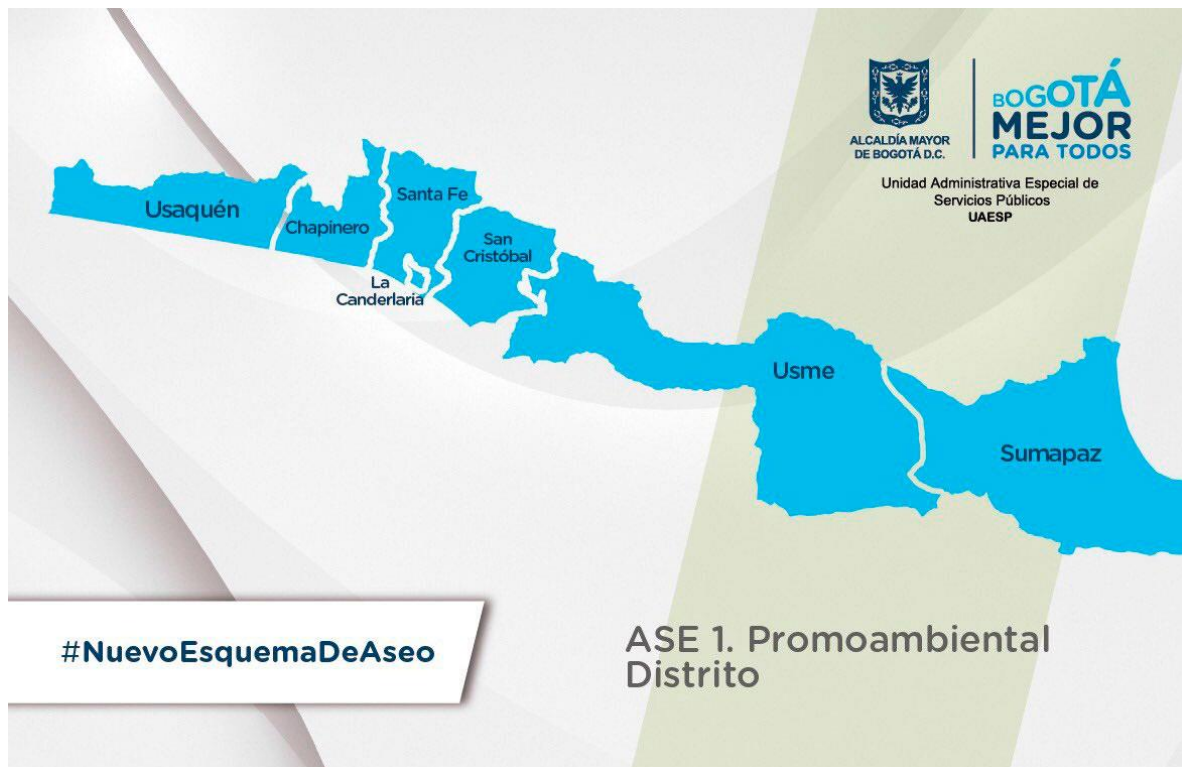 ALCALDÍA MAYOR
DE BOGOTÁ D.C.
BOGOTÁ
MEJOR
PARA TODOS
Unidad Administrativa Especial de
Servicios Públicos
UAESP
Usaquén
Chapinero
Santa Fe
La
Canderlaria
San
Cristóbal
Usme
Sumapaz
#NuevoEsquemaDeAseo
ASE 1. Promoambiental
Distrito